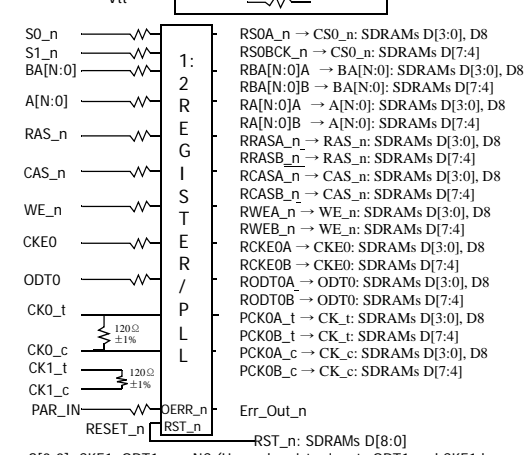 S0_n
S1_n
BA[N:0]
A[N:0]
RAS_n
CAS_n
WE_n
CKE0
ODT0
CK0_t
120Ω
±1%
CK0_c
CK1_t
120Ω
±1%
CK1_c
PAR_IN
RESET_n
1:
2
R
E
G
I
S
T
E
R
/
P
L
L
OERR_n
RST_n
RS0A_n → CS0_n: SDRAMs D[3:0], D8
RS0BCK_n → CS0_n: SDRAMs D[7:4]
RBA[N:0]A → BA[N:0]: SDRAMs D[3:0], D8
RBA[N:0]B → BA[N:0]: SDRAMs D[7:4]
RA[N:0]A → A[N:0]: SDRAMs D[3:0], D8
RA[N:0]B → A[N:0]: SDRAMs D[7:4]
RRASA_n → RAS_n: SDRAMs D[3:0], D8
RRASB_n → RAS_n: SDRAMs D[7:4]
RCASA_n → CAS_n: SDRAMs D[3:0], D8
RCASB_n → CAS_n: SDRAMs D[7:4]
RWEA_n → WE_n: SDRAMs D[3:0], D8
RWEB_n → WE_n: SDRAMs D[7:4]
RCKE0A → CKE0: SDRAMs D[3:0], D8
RCKE0B → CKE0: SDRAMs D[7:4]
RODT0A → ODT0: SDRAMs D[3:0], D8
RODT0B → ODT0: SDRAMs D[7:4]
PCK0A_t → CK_t: SDRAMs D[3:0], D8
PCK0B_t → CK_t: SDRAMs D[7:4]
PCK0A_c → CK_c: SDRAMs D[3:0], D8
PCK0B_c → CK_c: SDRAMs D[7:4]
Err_Out_n
RST_n: SDRAMs D[8:0]